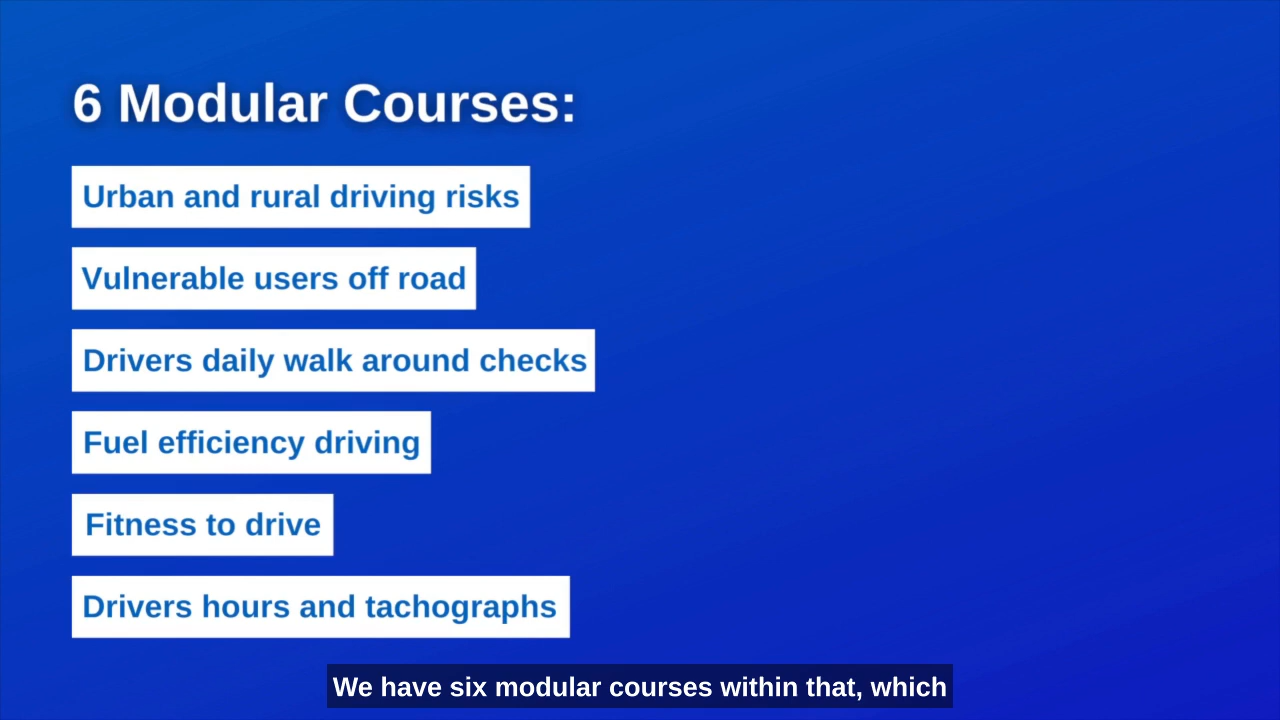 6 Modular Courses:
Urban and rural driving risks
Vulnerable users off road
Drivers daily walk around checks
Fuel efficiency driving
Fitness to drive
Drivers hours and tachographs
We have six modular courses within that, which